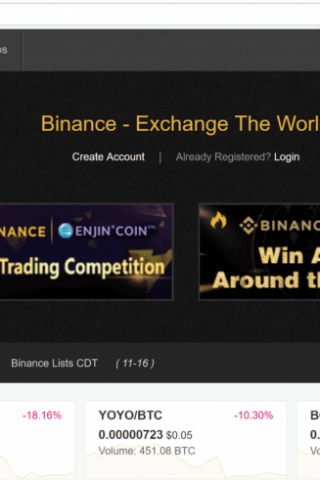 os
Binance - Exchange The Worl
Create Account | Already Registered? Login
NANCE | ENJIN COIN
Trading Competition
BINANC
Win A
Around th
Binance Lists CDT ( 11-16 )
-18.16%
YOYO/BTC -10.30%
0.00000723 $0.05
Volume: 451.08 BTC
B
0.
Vo